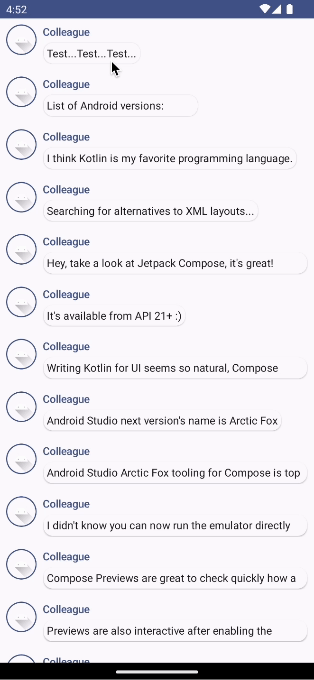 4:52
Colleague
Test...Test...Test...
Colleague
List of Android versions:
Colleague
I think Kotlin is my favorite programming language.
Colleague
Searching for alternatives to XML layouts...
Colleague
Hey, take a look at Jetpack Compose, it's great!
Colleague
It's available from API 21+ :)
Colleague
Writing Kotlin for UI seems so natural, Compose
Colleague
Android Studio next version's name is Arctic Fox
Colleague
Android Studio Arctic Fox tooling for Compose is top
Colleague
I didn't know you can now run the emulator directly
Colleague
Compose Previews are great to check quickly how a
Colleague
Previews are also interactive after enabling the
Colleague